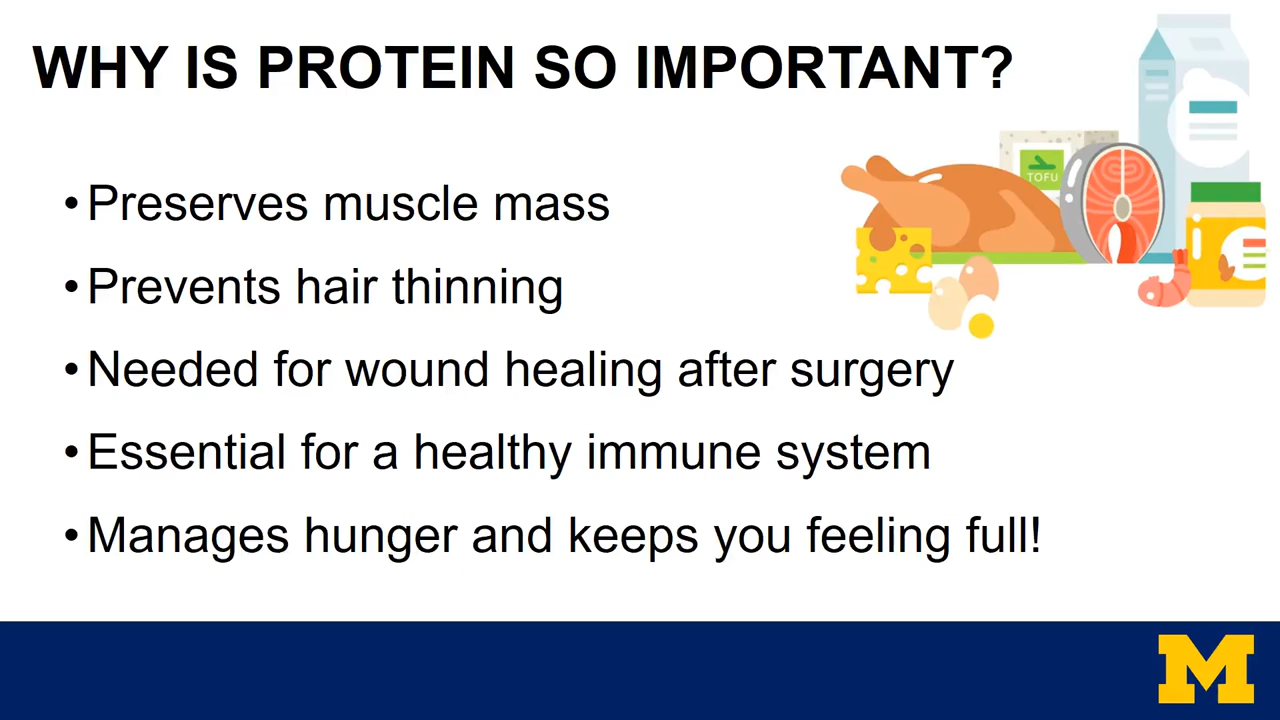 WHY IS PROTEIN SO IMPORTANT?
TOFU
•Preserves muscle mass
•Prevents hair thinning
•Needed for wound healing after surgery
•Essential for a healthy immune system
•Manages hunger and keeps you feeling full!
M